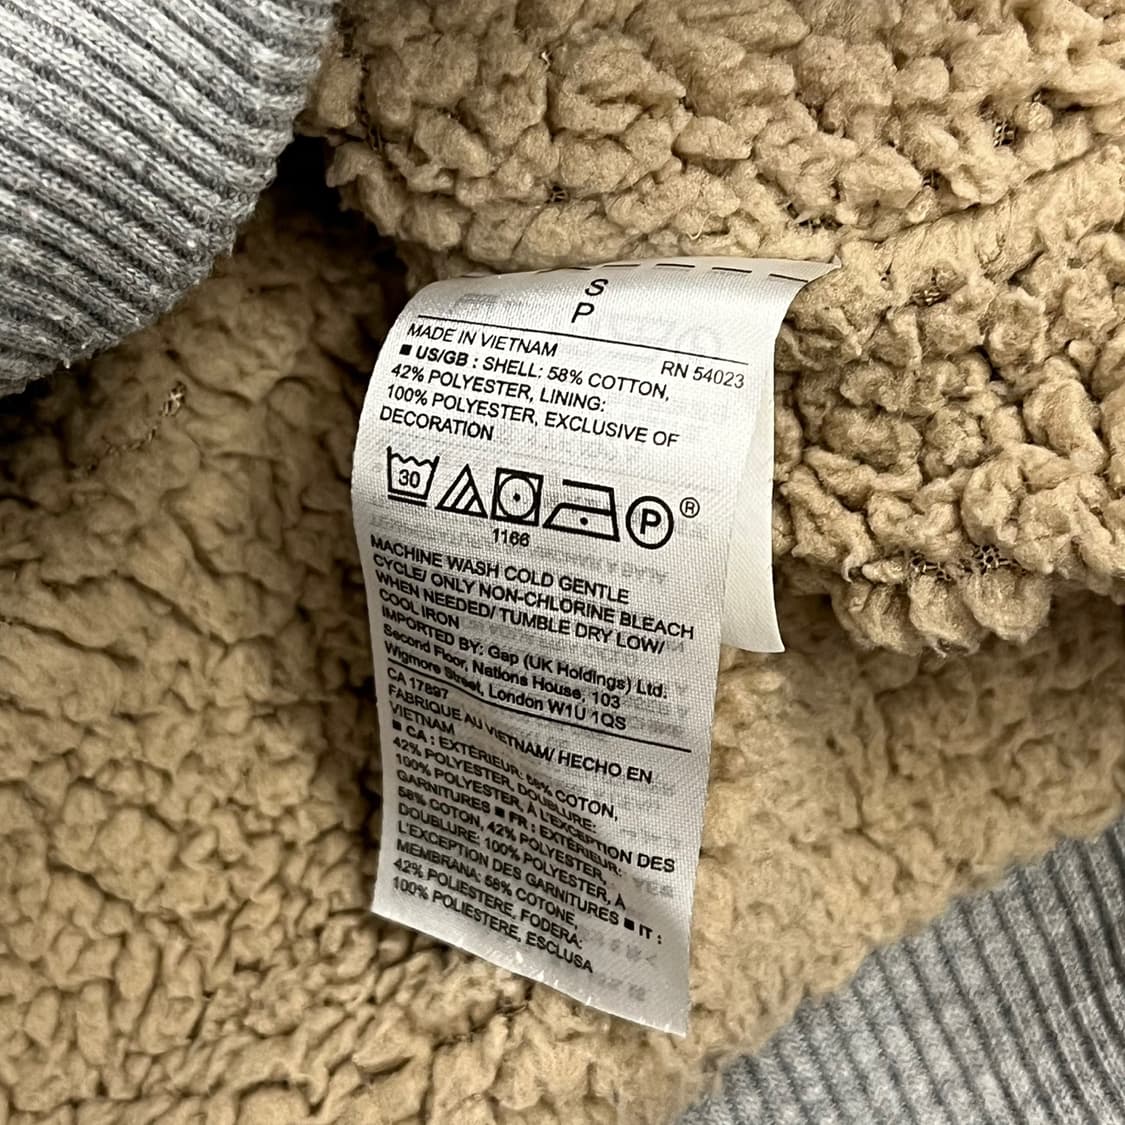 S
P
MADE IN VIETNAM
RN 54023
■ US/GB : SHELL: 58% COTTON,
42% POLYESTER, LINING:
100% POLYESTER, EXCLUSIVE OF
DECORATION
30
P
®
1166
MACHINE WASH COLD GENTLE
CYCLE/ ONLY NON-CHLORINE BLEACH
WHEN NEEDED/ TUMBLE DRY LOW/
COOL IRON
IMPORTED BY: Gap (UK Holdings) Ltd.
Second Floor, Nations House, 103
Wigmore Street, London W1U 1QS
CA 17897
FABRIQUE AU VIETNAM/ HECHO EN
VIETNAM
■ CA : EXTÉRIEUR: 58% COTON,
42% POLYESTER, DOUBLURE:
100% POLYESTER, À L'EXCEPTION DES
GARNITURES ■ FR : EXTÉRIEUR:
58% COTON, 42% POLYESTER,
DOUBLURE: 100% POLYESTER, À
L'EXCEPTION DES GARNITURES ■ IT :
MEMBRANA: 58% COTONE,
42% POLIESTERE, FODERA:
100% POLIESTERE, ESCLUSA